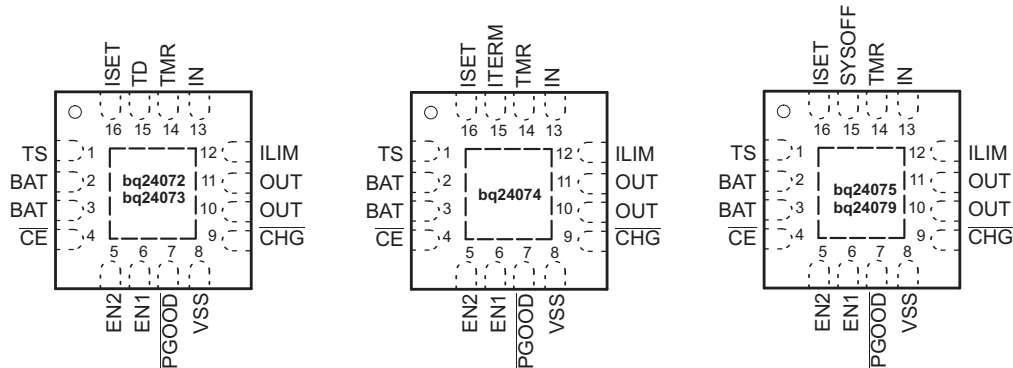 ISET TD TMR IN
16 15 14 13
TS 1 12 ILIM
BAT 2 bq24072 11 OUT
BAT 3 bq24073 10 OUT
CE 4 9 CHG
5 6 7 8
EN2 EN1 PGOOD VSS
ISET ITERM TMR IN
16 15 14 13
TS 1 12 ILIM
BAT 2 bq24074 11 OUT
BAT 3 10 OUT
CE 4 9 CHG
5 6 7 8
EN2 EN1 PGOOD VSS
ISET SYSOFF TMR IN
16 15 14 13
TS 1 12 ILIM
BAT 2 bq24075 11 OUT
BAT 3 bq24079 10 OUT
CE 4 9 CHG
5 6 7 8
EN2 EN1 PGOOD VSS